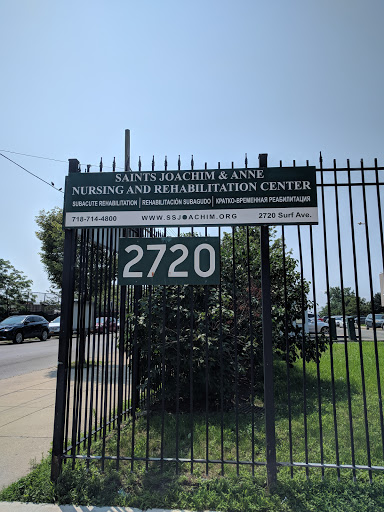 SAINTS JOACHIM & ANNE
NURSING AND REHABILITATION CENTER
SUBACUTE REHABILITATION | REHABILITACIÓN SUBAGUDO | КРАТКО-ВРЕМЕННАЯ РЕАБИЛИТАЦИЯ
718-714-4800 WWW.SSJOACHIM.ORG 2720 Surf Ave.
2720